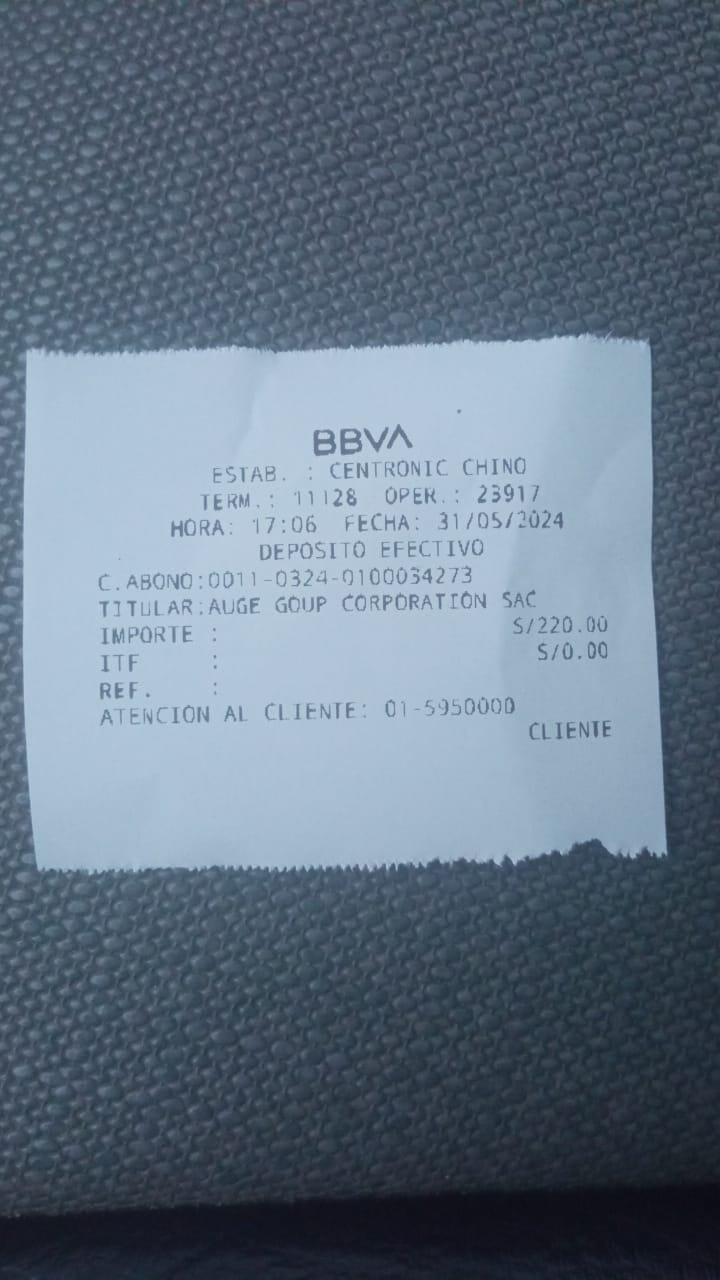 BBVA
ESTAB. : CENTRONIC CHINO
TERM.: 11128 OPER.: 23917
HORA: 17:06 FECHA: 31/05/2024
DEPOSITO EFECTIVO
C.ABONO:0011-0324-0100034273
TITULAR:AUGE GOUP CORPORATION SAC
IMPORTE : S/220.00
ITF : S/0.00
REF. :
ATENCION AL CLIENTE: 01-5950000
CLIENTE